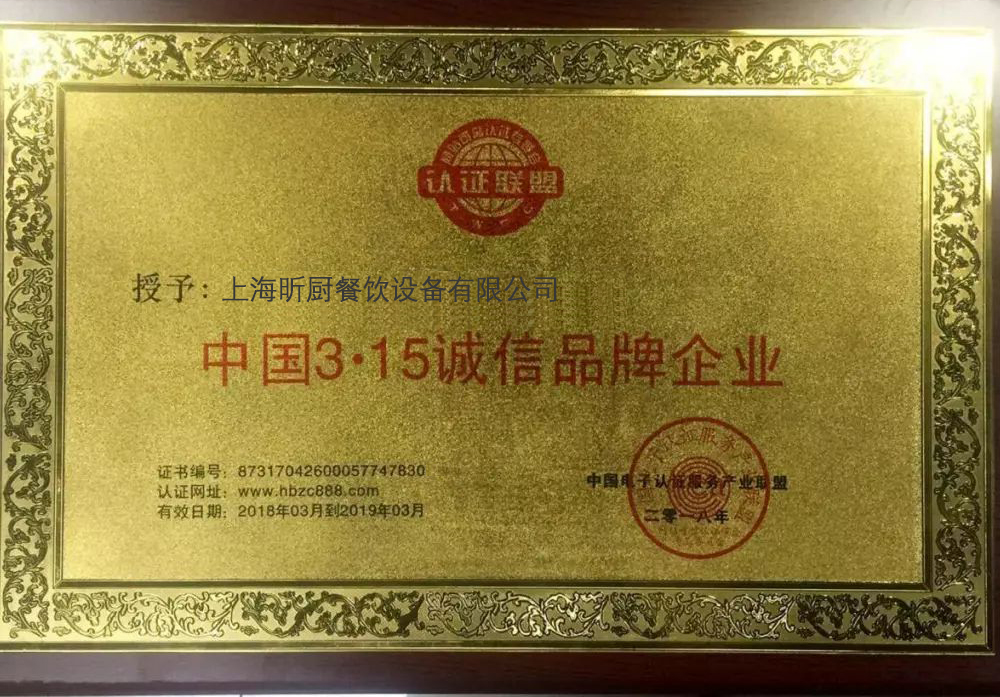 认证联盟
授予：上海昕厨餐饮设备有限公司
中国3·15诚信品牌企业
证书编号：87317042600057747830
认证网址：www.hbzc888.com
有效日期：2018年03月到2019年03月
中国电子认证服务产业联盟
二零一八年